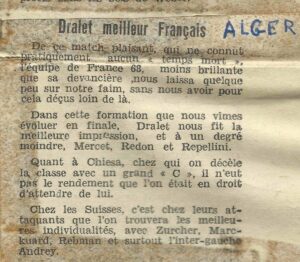 Dralet meilleur Français
ALGER
De ce match plaisant, qui ne connut
pratiquement aucun « temps mort »,
l'équipe de France 63, moins brillante
que sa devancière nous laissa quelque
peu sur notre faim, sans nous avoir pour
cela déçus loin de là.
Dans cette formation que nous vîmes
évoluer en finale, Dralet nous fit la
meilleure impression, et à un degré
moindre, Mercet, Redon et Repellini.
Quant à Chiesa, chez qui on décèle
la classe avec un grand « C », il n'eut
pas le rendement que l'on était en droit
d'attendre de lui.
Chez les Suisses, c'est chez leurs at-
taquants que l'on trouvera les meilleu-
res individualités, avec Zurcher, Marc-
kuard, Rebman et surtout l'inter-gauche
Andrey.